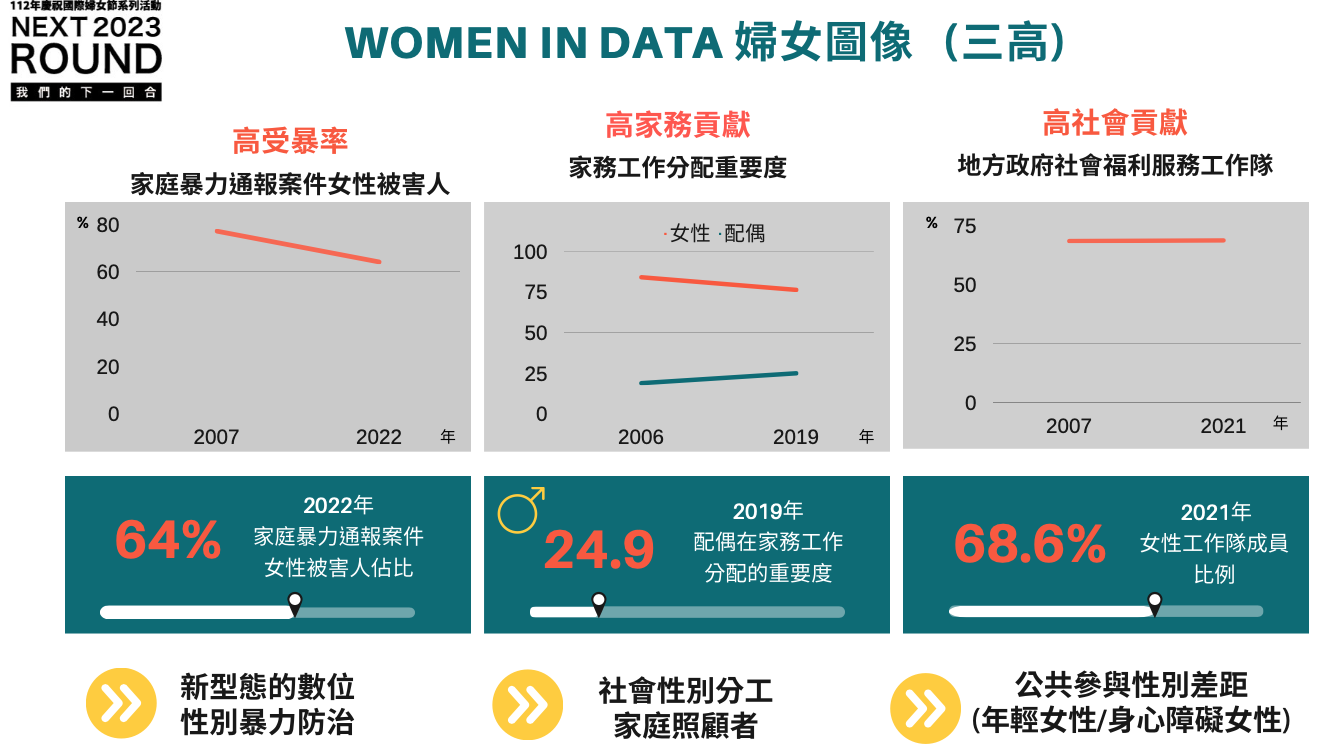 112年慶祝國際婦女節系列活動
NEXT 2023
ROUND
我們的下一回合
WOMEN IN DATA 婦女圖像（三高）
高受暴率
家庭暴力通報案件女性被害人
% 80
60
40
20
0
2007 2022 年
高家務貢獻
家務工作分配重要度
女性 配偶
100
75
50
25
0
2006 2019 年
高社會貢獻
地方政府社會福利服務工作隊
% 75
50
25
0
2007 2021 年
64%
2022年
家庭暴力通報案件
女性被害人佔比
24.9
2019年
配偶在家務工作
分配的重要度
68.6%
2021年
女性工作隊成員
比例
新型態的數位
性別暴力防治
社會性別分工
家庭照顧者
公共參與性別差距
(年輕女性/身心障礙女性)